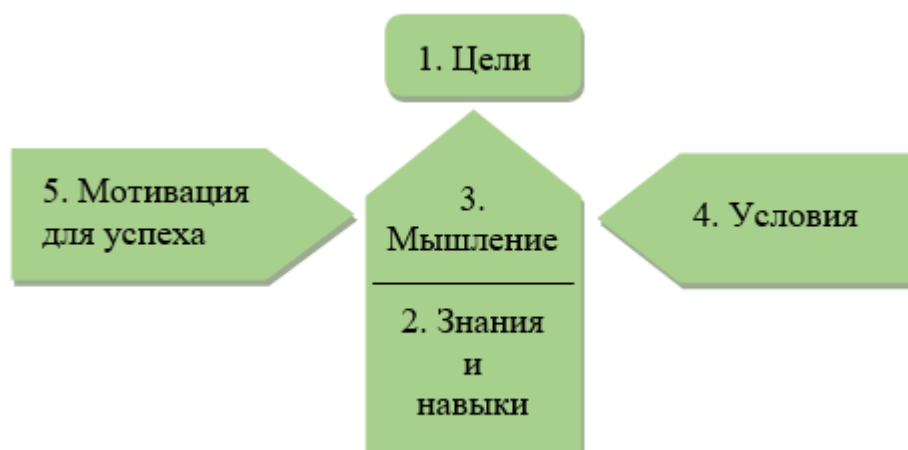 1. Цели
5. Мотивация
для успеха
3.
Мышление
4. Условия
2. Знания
и
навыки